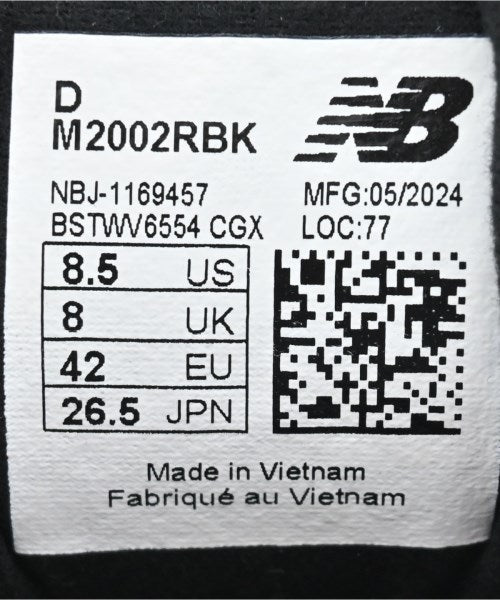 D
NB
M2002RBK
NBJ-1169457 MFG:05/2024
BSTWV6554 CGX LOC:77
8.5 US
8 UK
42 EU
26.5 JPN
Made in Vietnam
Fabriqué au Vietnam